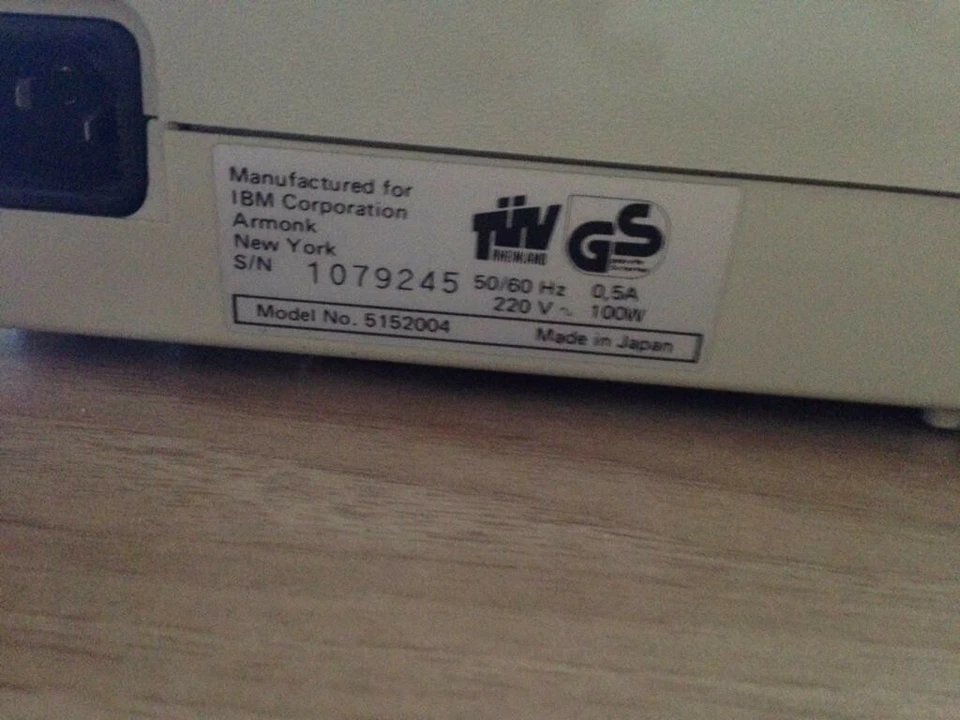 Manufactured for
IBM Corporation
Armonk
New York
S/N 1079245
TÜV
RHEINLAND
GS
50/60 Hz 0,5A
220 V ~ 100W
Model No. 5152004 Made in Japan